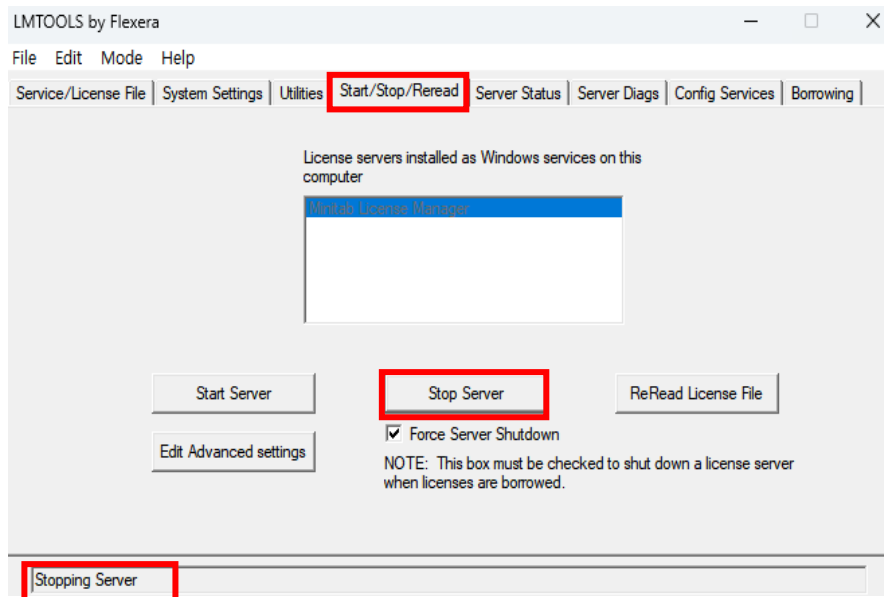 LMTOOLS by Flexera
File Edit Mode Help
Service/License File System Settings Utilities Start/Stop/Reread Server Status Server Diags Config Services Borrowing
License servers installed as Windows services on this
computer
Minitab License Manager
Start Server Stop Server ReRead License File
Force Server Shutdown
Edit Advanced settings
NOTE: This box must be checked to shut down a license server
when licenses are borrowed.
Stopping Server